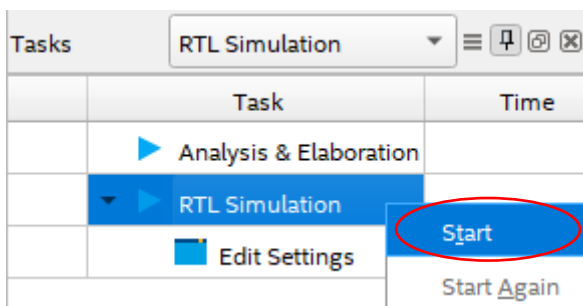 Tasks RTL Simulation
Task Time
Analysis & Elaboration
RTL Simulation
Start
Edit Settings
Start Again